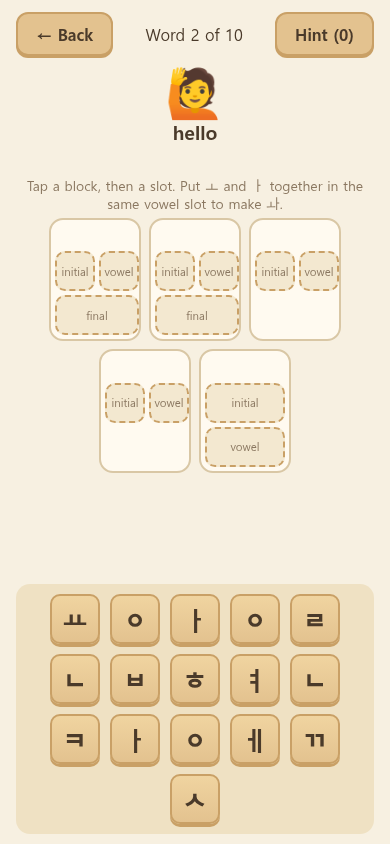 ← Back
Word 2 of 10
Hint (0)
hello
Tap a block, then a slot. Put ㅗ and ㅏ together in the
same vowel slot to make ㅘ.
initial vowel initial vowel initial vowel
final final
initial vowel initial
vowel
ㅛ ㅇ ㅏ ㅇ ㄹ
ㄴ ㅂ ㅎ ㅕ ㄴ
ㅋ ㅏ ㅇ ㅔ ㄲ
ㅅ